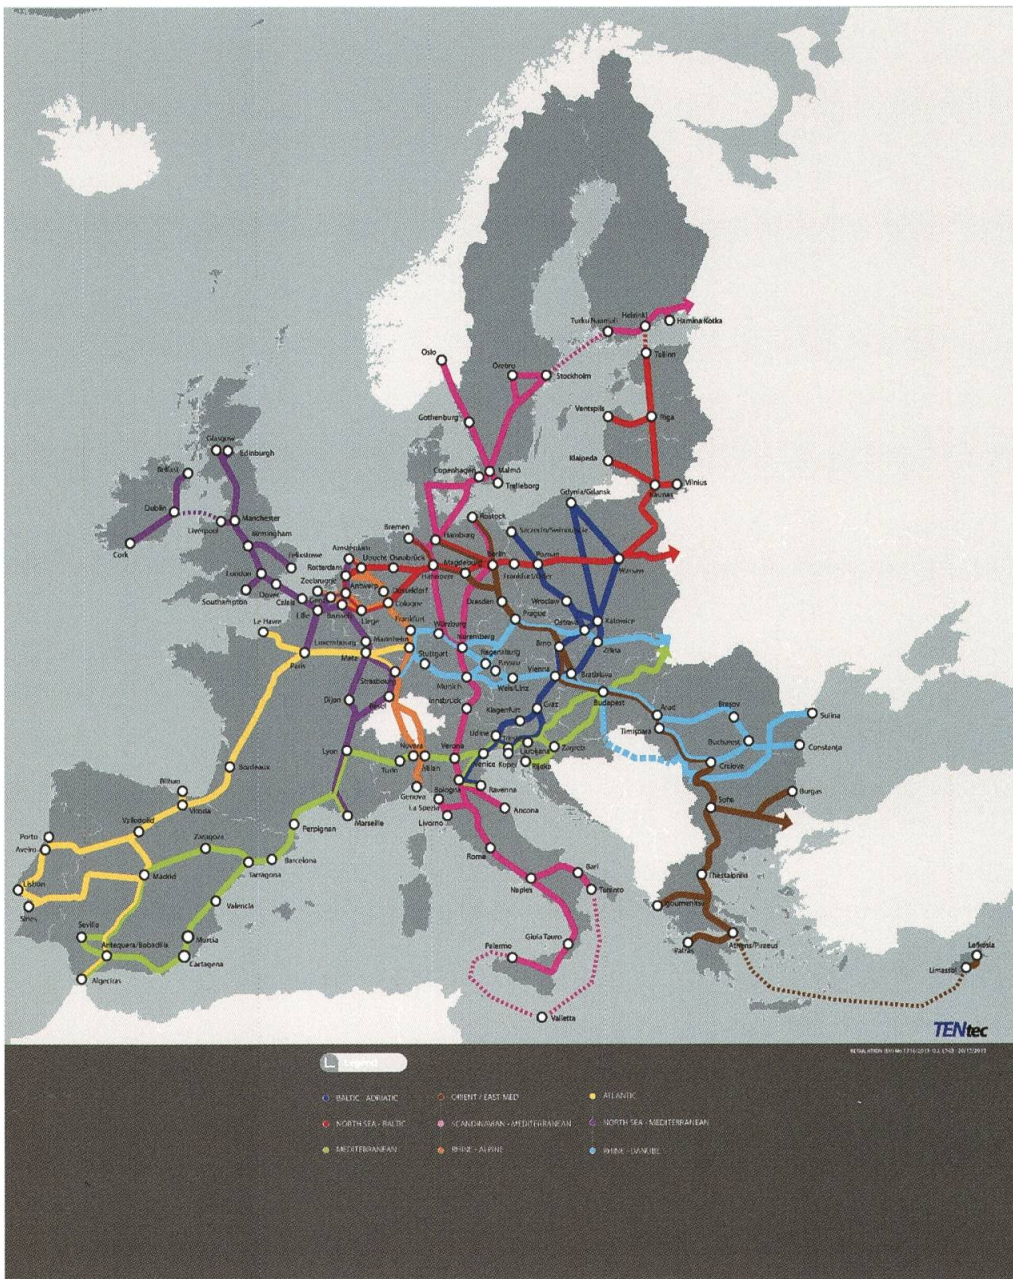 Turku/Naantali
Helsinki
Hamina/Kotka
Oslo
Tallinn
Örebro
Stockholm
Ventspils
Riga
Gothenburg
Glasgow
Edinburgh
Klaipeda
Belfast
Copenhagen
Malmö
Trelleborg
Kaunas
Vilnius
Gdynia/Gdansk
Dublin
Liverpool
Manchester
Rostock
Birmingham
Bremen
Hamburg
Cork
Felixstowe
Amsterdam
Utrecht
Osnabrück
Magdeburg
Berlin
Poznan
Warsaw
London
Rotterdam
Hannover
Frankfurt/Oder
Zeebrugge
Antwerp
Düsseldorf
Southampton
Dover
Calais
Cologne
Dresden
Wroclaw
Lille
Brussels
Liège
Frankfurt
Prague
Ostrava
Katowice
Le Havre
Luxembourg
Mannheim
Würzburg
Nuremberg
Brno
Zilina
Paris
Metz
Stuttgart
Regensburg
Passau
Strasbourg
Munich
Wels/Linz
Vienna
Bratislava
Dijon
Basel
Innsbruck
Budapest
Klagenfurt
Graz
Arad
Brasov
Sulina
Timişoara
Udine
Lyon
Novara
Verona
Ljubljana
Zagreb
Bucharest
Constanta
Turin
Milan
Venice
Koper
Rijeka
Craiova
Bordeaux
Genova
Bologna
Ravenna
Bilbao
La Spezia
Ancona
Sofia
Burgas
Vitoria
Livorno
Marseille
Valladolid
Perpignan
Porto
Zaragoza
Aveiro
Roma
Barcelona
Madrid
Tarragona
Bari
Thessaloniki
Lisbon
Naples
Taranto
Sines
Valencia
Igoumenitsa
Sevilla
Murcia
Gioia Tauro
Antequera/Bobadilla
Palermo
Patras
Athens/Piraeus
Lefkosia
Cartagena
Limassol
Algeciras
Valletta
TENtec
Legend
BALTIC - ADRIATIC
ORIENT / EAST-MED
ATLANTIC
NORTH SEA - BALTIC
SCANDINAVIAN - MEDITERRANEAN
NORTH SEA - MEDITERRANEAN
MEDITERRANEAN
RHINE - ALPINE
RHINE - DANUBE